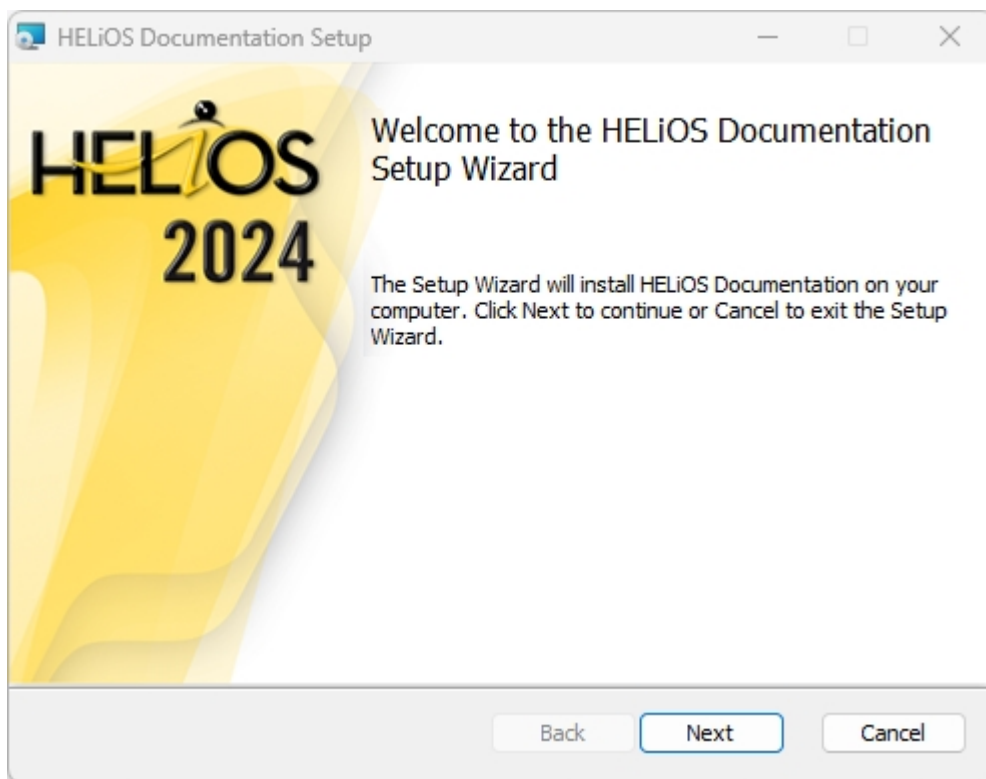 HELiOS Documentation Setup
HELiOS
2024
Welcome to the HELiOS Documentation
Setup Wizard
The Setup Wizard will install HELiOS Documentation on your
computer. Click Next to continue or Cancel to exit the Setup
Wizard.
Back Next Cancel